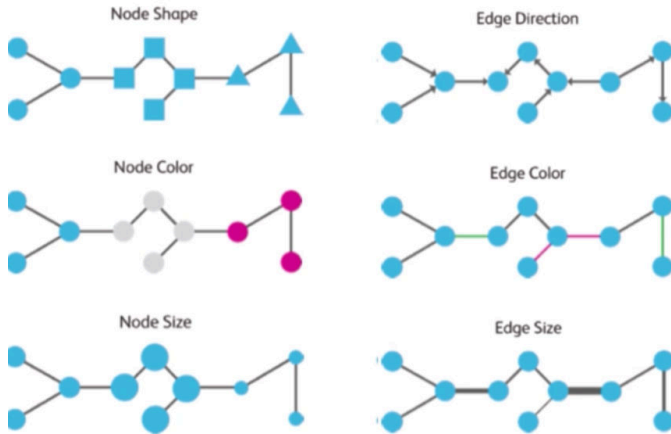 Node Shape
Edge Direction
Node Color
Edge Color
Node Size
Edge Size